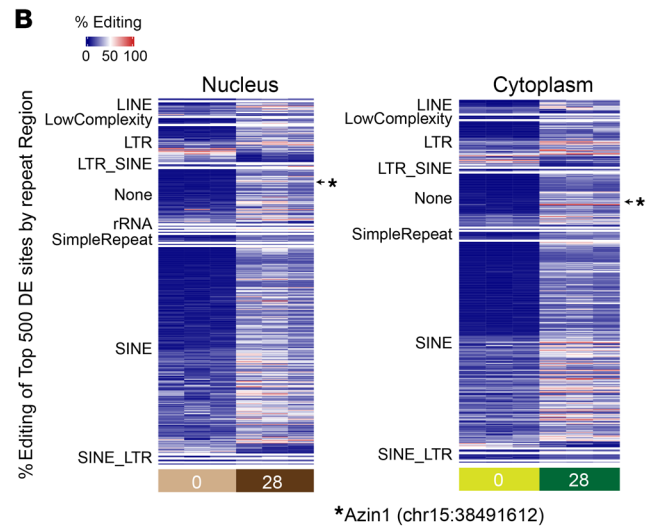 B
% Editing
0 50 100
% Editing of Top 500 DE sites by repeat Region
Nucleus
LINE
LowComplexity
LTR
LTR_SINE
None
*
rRNA
SimpleRepeat
SINE
SINE_LTR
0 28
Cytoplasm
LINE
LowComplexity
LTR
LTR_SINE
None
*
SimpleRepeat
SINE
SINE_LTR
0 28
*Azin1 (chr15:38491612)